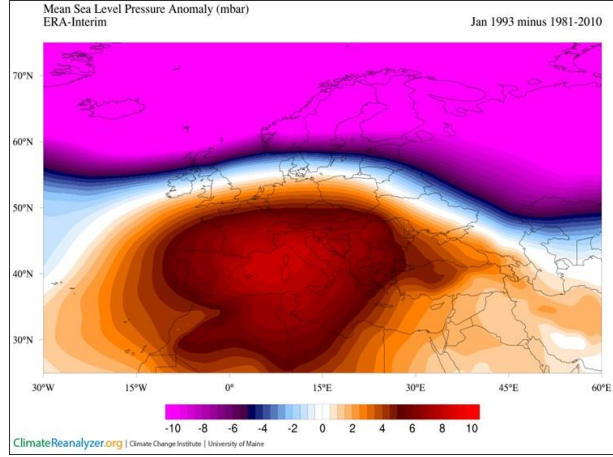 Mean Sea Level Pressure Anomaly (mbar)
ERA-Interim
Jan 1993 minus 1981-2010
70°N
60°N
50°N
40°N
30°N
30°W
15°W
0°E
15°E
30°E
45°E
60°E
-10
-8
-6
-4
-2
0
2
4
6
8
10
ClimateReanalyzer.org | Climate Change Institute | University of Maine